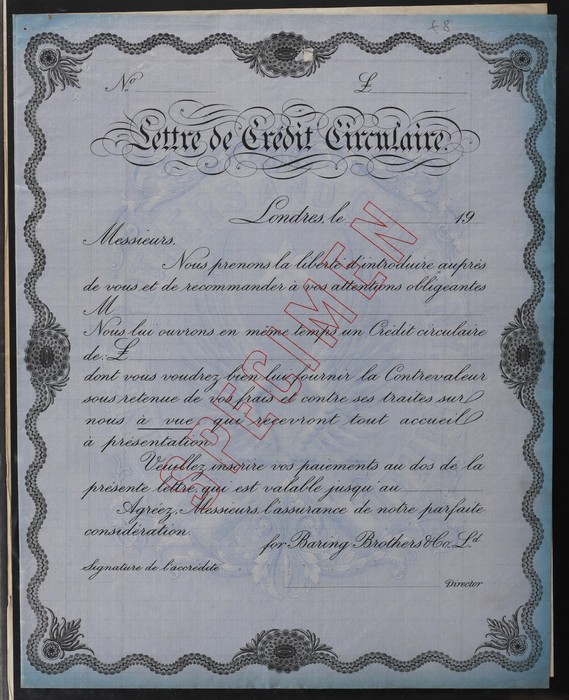 £8
No £
Lettre de Crédit Circulaire.
Londres, le 19
Messieurs,
Nous prenons la liberté d'introduire auprès
de vous et de recommander à vos attentions obligeantes
M
Nous lui ouvrons en même temps un Crédit circulaire
de: £
dont vous voudrez bien lui fournir la Contrevaleur
sous retenue de vos frais et contre ses traites sur
nous à vue qui recevront tout accueil
à présentation
Veuillez inscrire vos paiements au dos de la
présente lettre, qui est valable jusqu'au
Agréez, Messieurs, l'assurance de notre parfaite
considération.
for Baring Brothers & Co. Ld
Signature de l'accrédité
Director
SPECIMEN